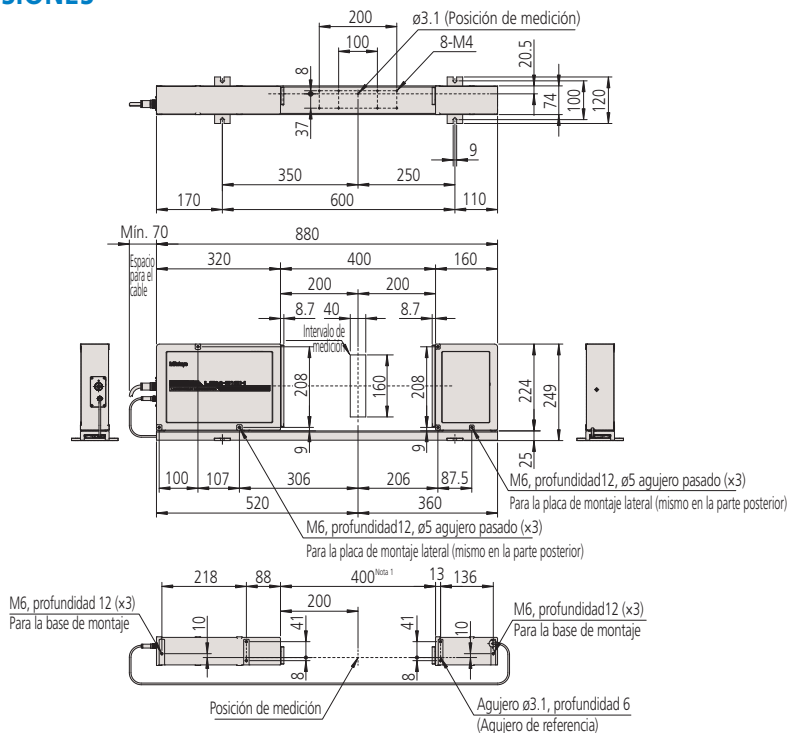 SIONES
200
ø3.1 (Posición de medición)
100
8-M4
8
20.5
37
74
100
120
9
350
250
170
600
110
Mín. 70
880
Espacio
para el
cable
320
400
160
200
200
8.7
40
8.7
Intervalo de
medición
Mitutoyo
208
160
208
224
249
9
9
25
100
107
306
206
87.5
M6, profundidad12, ø5 agujero pasado (×3)
Para la placa de montaje lateral (mismo en la parte posterior)
520
360
M6, profundidad12, ø5 agujero pasado (×3)
Para la placa de montaje lateral (mismo en la parte posterior)
218
88
400 Nota 1
13
136
M6, profundidad 12 (×3)
Para la base de montaje
200
M6, profundidad12 (×3)
Para la base de montaje
10
41
41
10
8
8
Posición de medición
Agujero ø3.1, profundidad 6
(Agujero de referencia)